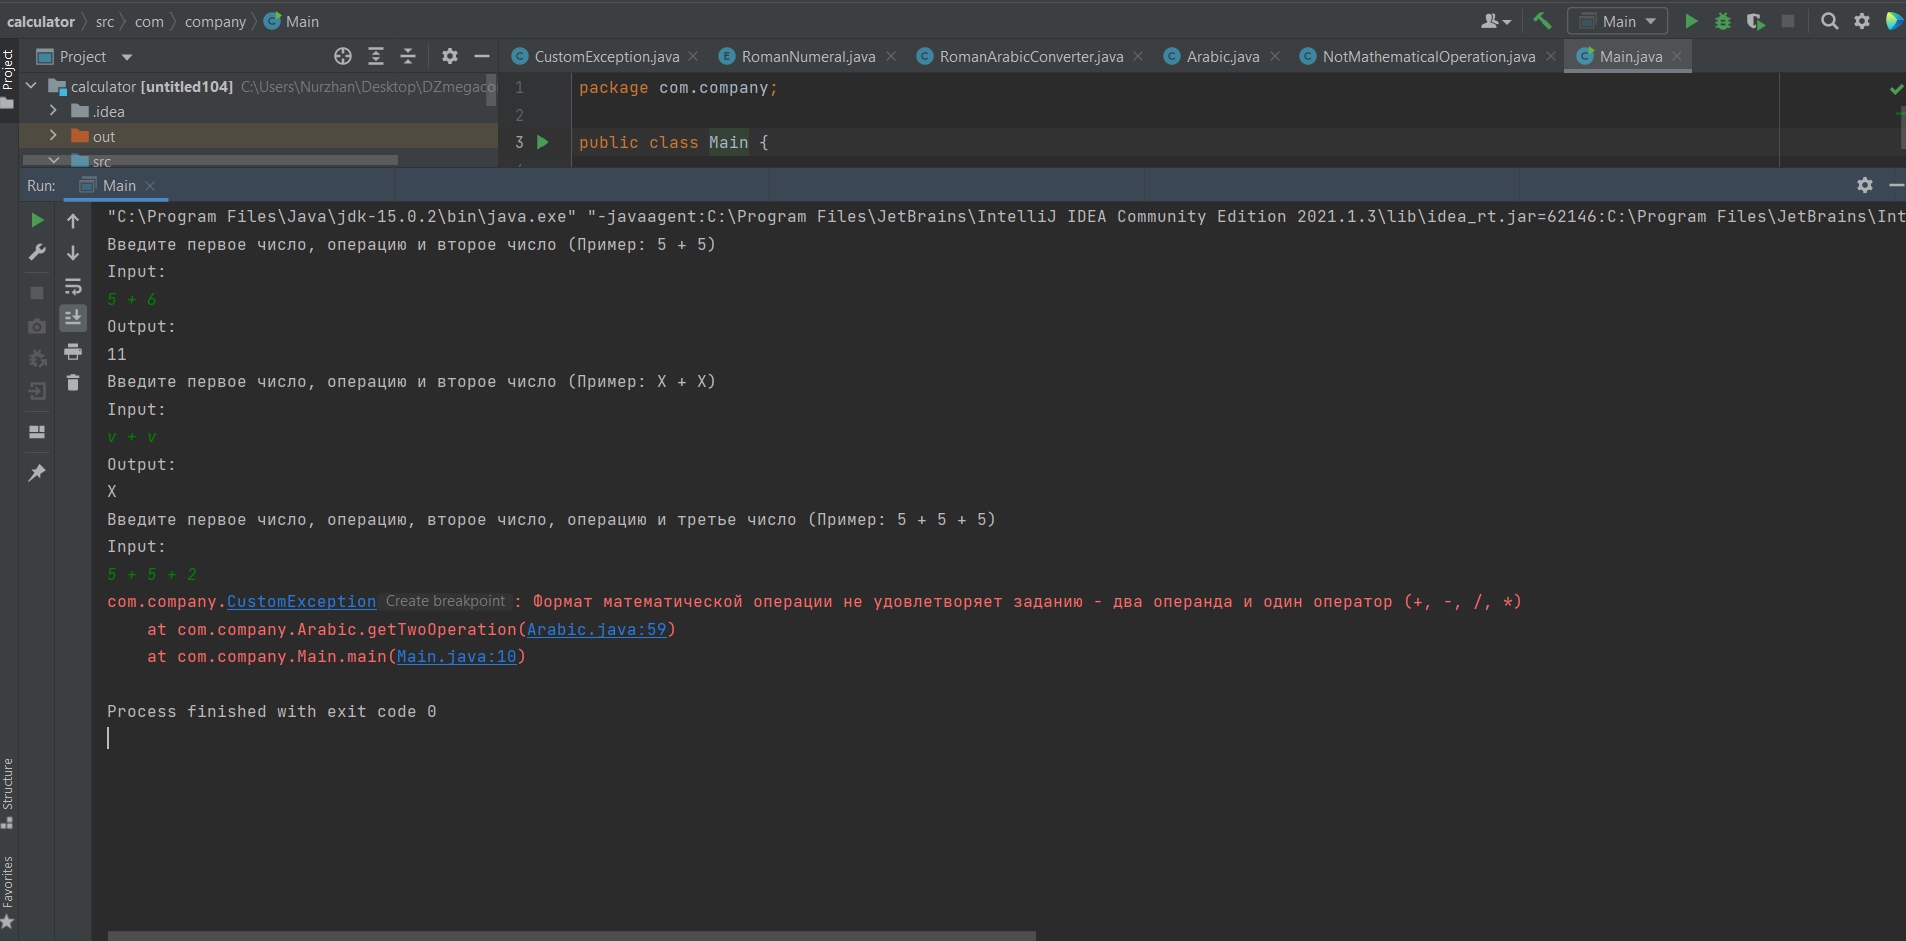 calculator src com company Main Main
Project
Project CustomException.java RomanNumeral.java RomanArabicConverter.java Arabic.java NotMathematicalOperation.java Main.java
calculator [untitled104] C:\Users\Nurzhan\Desktop\DZmegaco
.idea
out
src
1 package com.company;
2
3 public class Main {
Run: Main
"C:\Program Files\Java\jdk-15.0.2\bin\java.exe" "-javaagent:C:\Program Files\JetBrains\IntelliJ IDEA Community Edition 2021.1.3\lib\idea_rt.jar=62146:C:\Program Files\JetBrains\Int
Введите первое число, операцию и второе число (Пример: 5 + 5)
Input:
5 + 6
Output:
11
Введите первое число, операцию и второе число (Пример: X + X)
Input:
v + v
Output:
X
Введите первое число, операцию, второе число, операцию и третье число (Пример: 5 + 5 + 5)
Input:
5 + 5 + 2
com.company.CustomException Create breakpoint : Формат математической операции не удовлетворяет заданию - два операнда и один оператор (+, -, /, *)
at com.company.Arabic.getTwoOperation(Arabic.java:59)
at com.company.Main.main(Main.java:10)
Process finished with exit code 0
Structure
Favorites